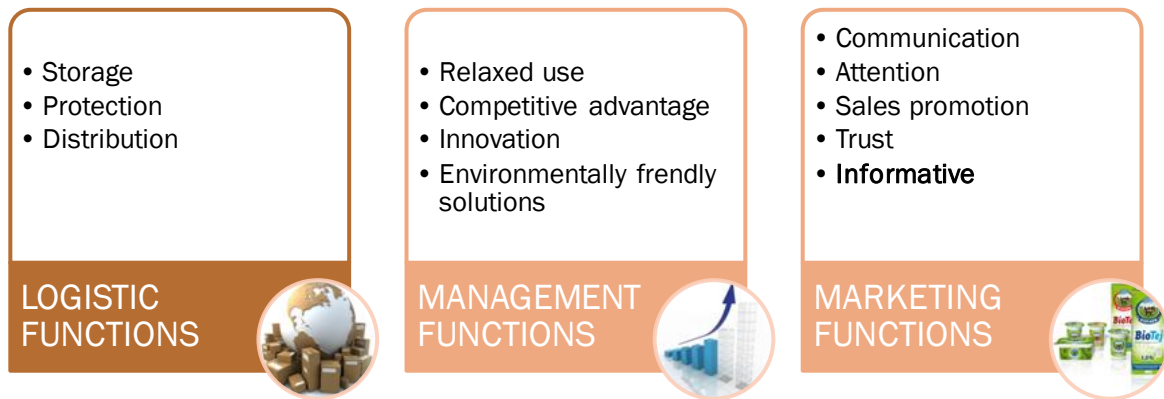 • Storage
• Protection
• Distribution
LOGISTIC
FUNCTIONS
• Relaxed use
• Competitive advantage
• Innovation
• Environmentally frendly
solutions
MANAGEMENT
FUNCTIONS
• Communication
• Attention
• Sales promotion
• Trust
• Informative
MARKETING
FUNCTIONS
BioTej